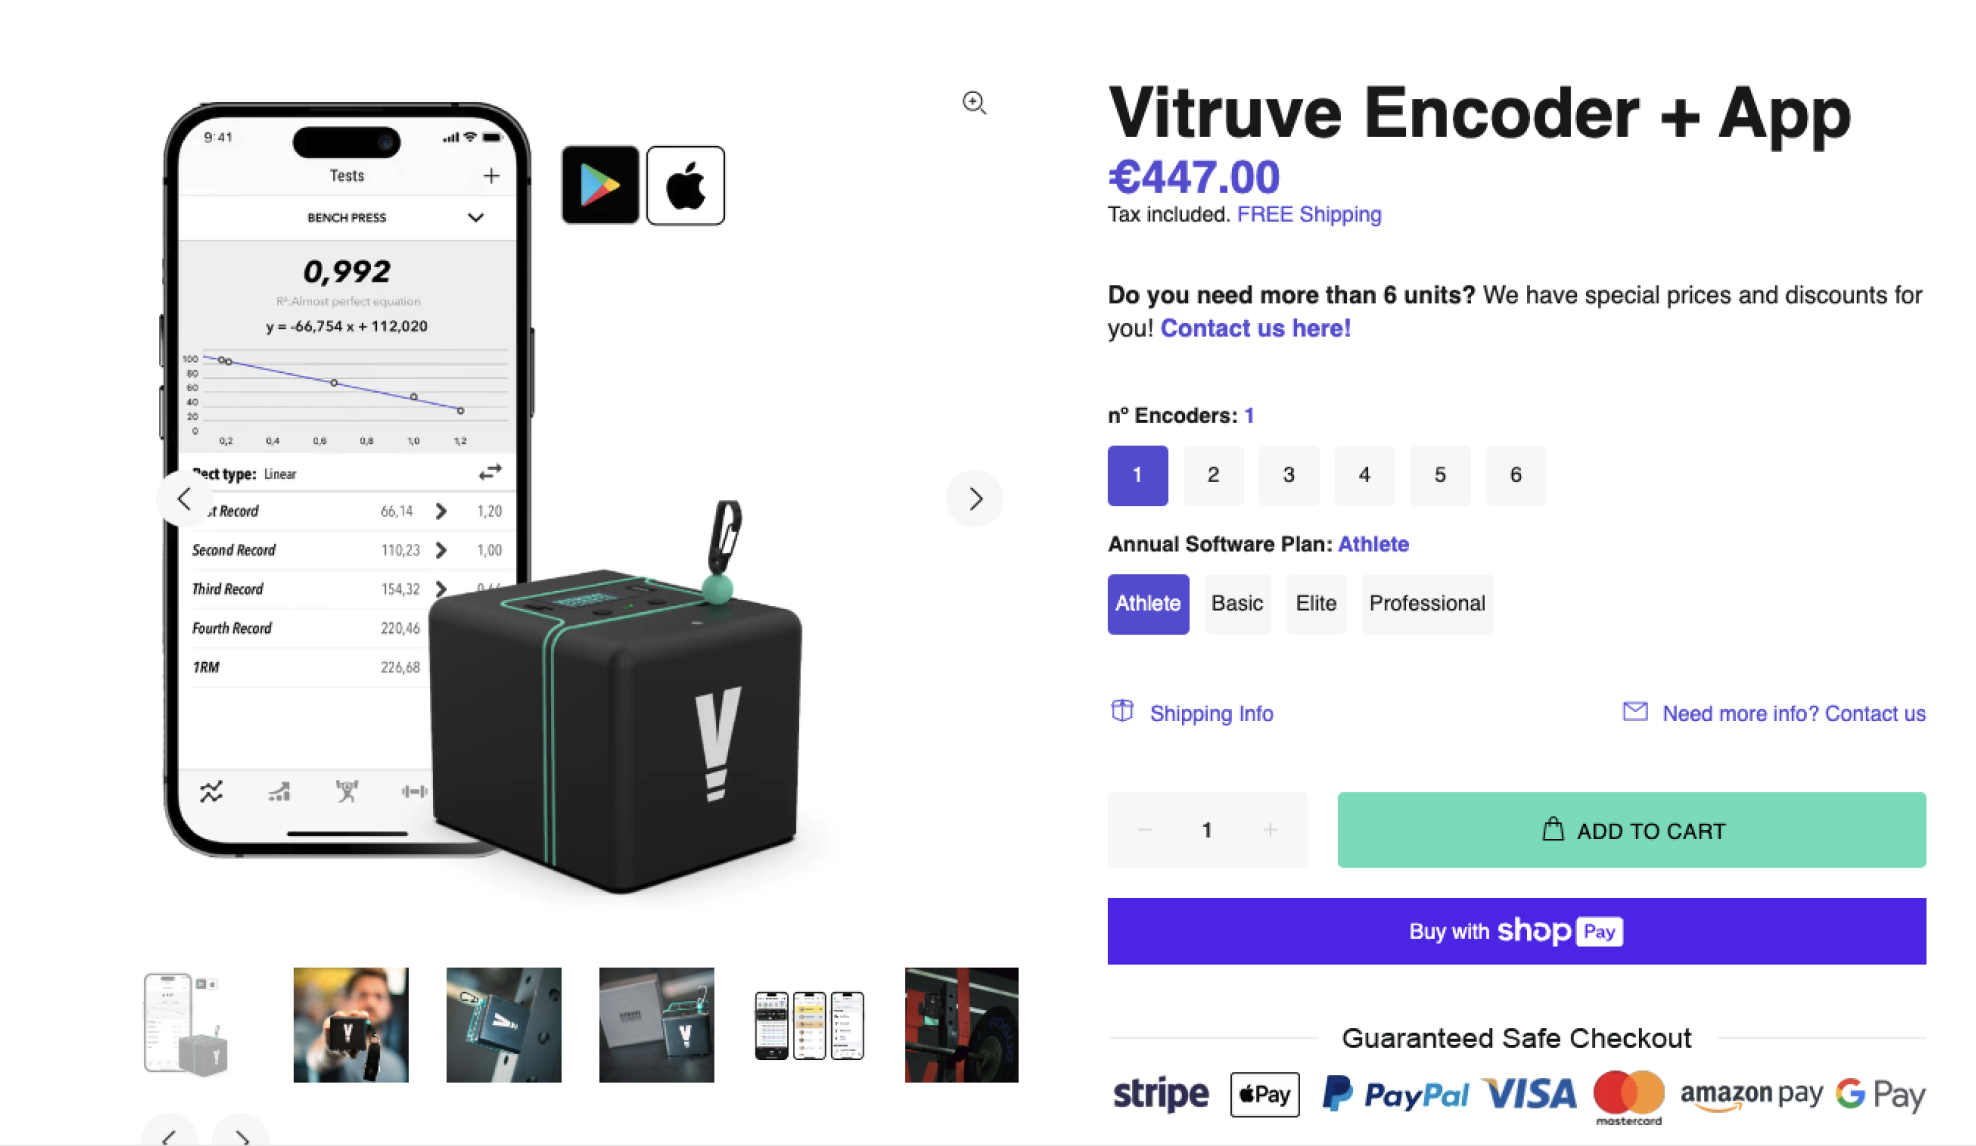 9:41
Tests
BENCH PRESS
0,992
R²:Almost perfect equation
y = -66,754 x + 112,020
100
80
60
40
20
0
0,2 0,4 0,6 0,8 1,0 1,2
ect type: Linear
t Record 66,14 1,20
Second Record 110,23 1,00
Third Record 154,32
Fourth Record 220,46
1RM 226,68
Vitruve Encoder + App
€447.00
Tax included. FREE Shipping
Do you need more than 6 units? We have special prices and discounts for
you! Contact us here!
nº Encoders: 1
1 2 3 4 5 6
Annual Software Plan: Athlete
Athlete Basic Elite Professional
Shipping Info
Need more info? Contact us
1
ADD TO CART
Buy with shop Pay
Guaranteed Safe Checkout
stripe Pay PayPal VISA mastercard amazon pay G Pay